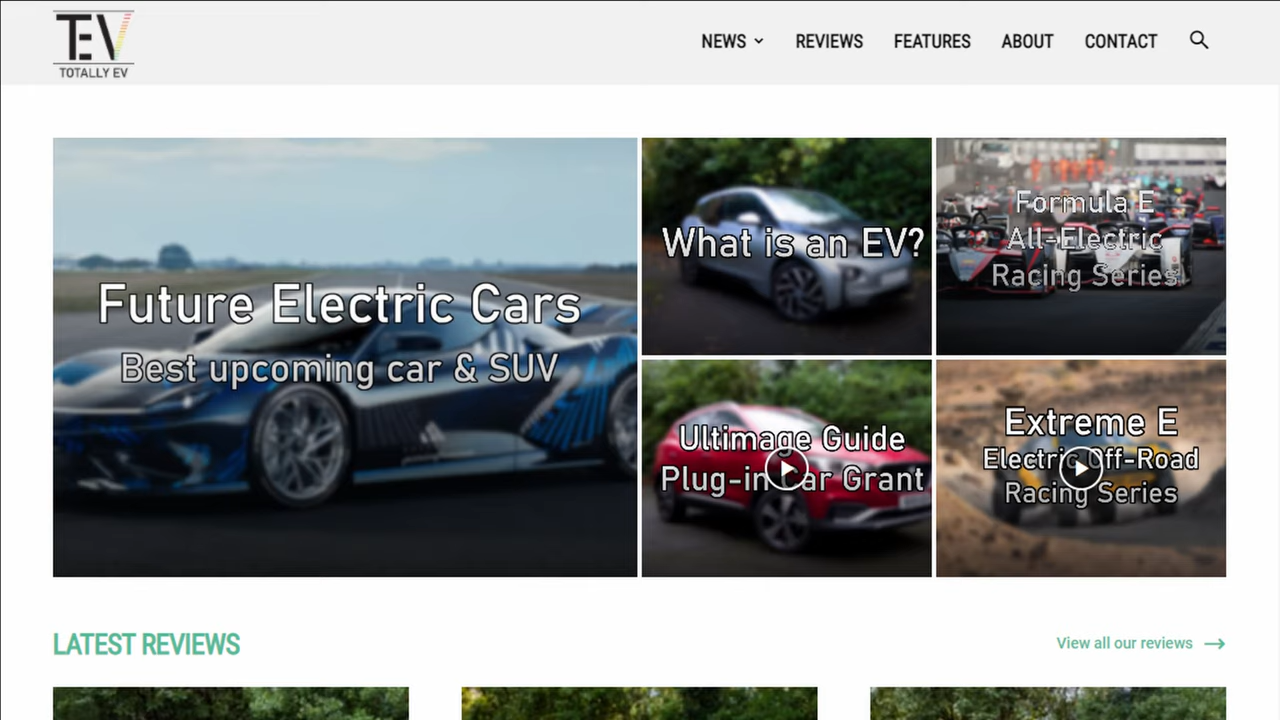 TEV
TOTALLY EV
NEWS
REVIEWS
FEATURES
ABOUT
CONTACT
Future Electric Cars
Best upcoming car & SUV
What is an EV?
Formula E
All-Electric
Racing Series
Ultimage Guide
Plug-in Car Grant
Extreme E
Electric Off-Road
Racing Series
LATEST REVIEWS
View all our reviews